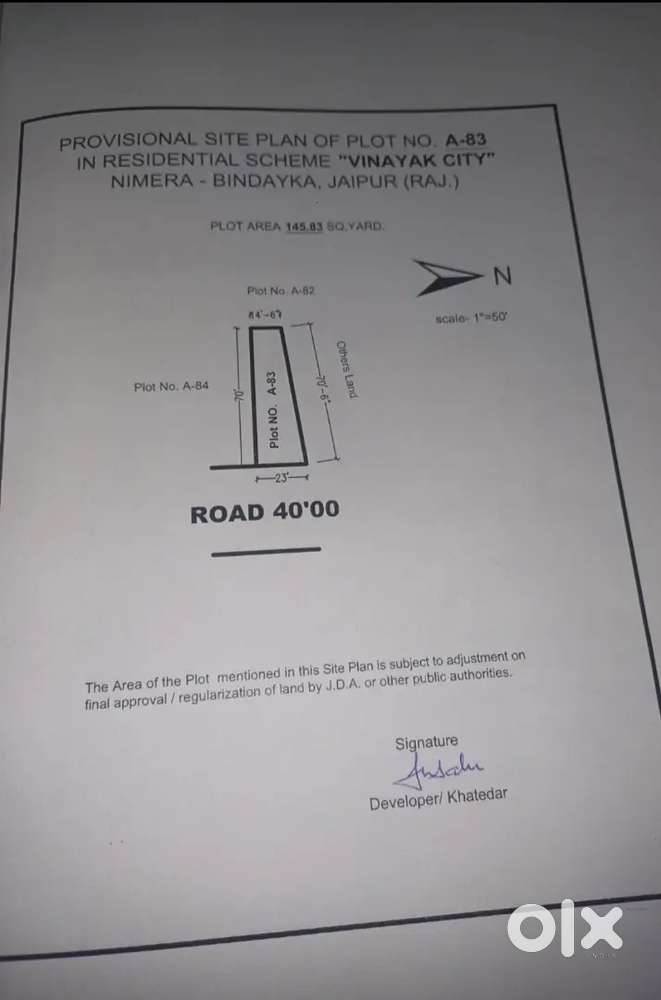 PROVISIONAL SITE PLAN OF PLOT NO. A-83
IN RESIDENTIAL SCHEME "VINAYAK CITY"
NIMERA - BINDAYKA, JAIPUR (RAJ.)
PLOT AREA 145.83 SQ.YARD.
N
scale- 1"=50'
Plot No. A-82
Plot No. A-84
70'
Plot NO. A-83
70'-6"
Others Land
23'
ROAD 40'00
The Area of the Plot mentioned in this Site Plan is subject to adjustment on
final approval / regularization of land by J.D.A. or other public authorities.
Signature
Developer/ Khatedar
olx
INDIA